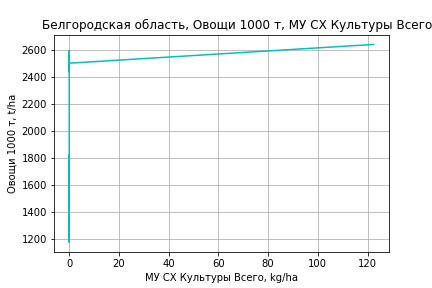 Белгородская область, Овощи 1000 т, МУ СХ Культуры Всего
2600
2400
2200
2000
1800
1600
1400
1200
Овощи 1000 т, t/ha
0 20 40 60 80 100 120
МУ СХ Культуры Всего, kg/ha